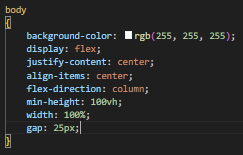 body
{
background-color: rgb(255, 255, 255);
display: flex;
justify-content: center;
align-items: center;
flex-direction: column;
min-height: 100vh;
width: 100%;
gap: 25px;
}